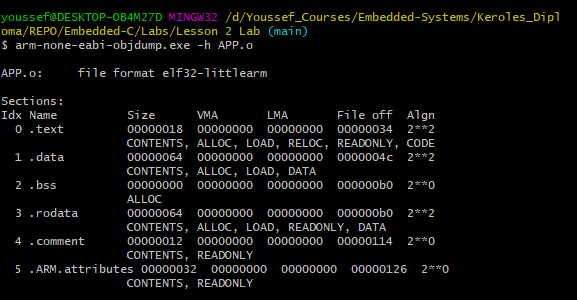 youssef@DESKTOP-OB4M27D MINGW32 /d/Youssef_Courses/Embedded-Systems/Keroles_Dipl
oma/REPO/Embedded-C/Labs/Lesson 2 Lab (main)
$ arm-none-eabi-objdump.exe -h APP.o

APP.o:     file format elf32-littlearm

Sections:
Idx Name          Size      VMA       LMA       File off  Algn
  0 .text         00000018  00000000  00000000  00000034  2**2
                  CONTENTS, ALLOC, LOAD, RELOC, READONLY, CODE
  1 .data         00000064  00000000  00000000  0000004c  2**2
                  CONTENTS, ALLOC, LOAD, DATA
  2 .bss          00000000  00000000  00000000  000000b0  2**0
                  ALLOC
  3 .rodata       00000064  00000000  00000000  000000b0  2**2
                  CONTENTS, ALLOC, LOAD, READONLY, DATA
  4 .comment      00000012  00000000  00000000  00000114  2**0
                  CONTENTS, READONLY
  5 .ARM.attributes 00000032  00000000  00000000  00000126  2**0
                  CONTENTS, READONLY